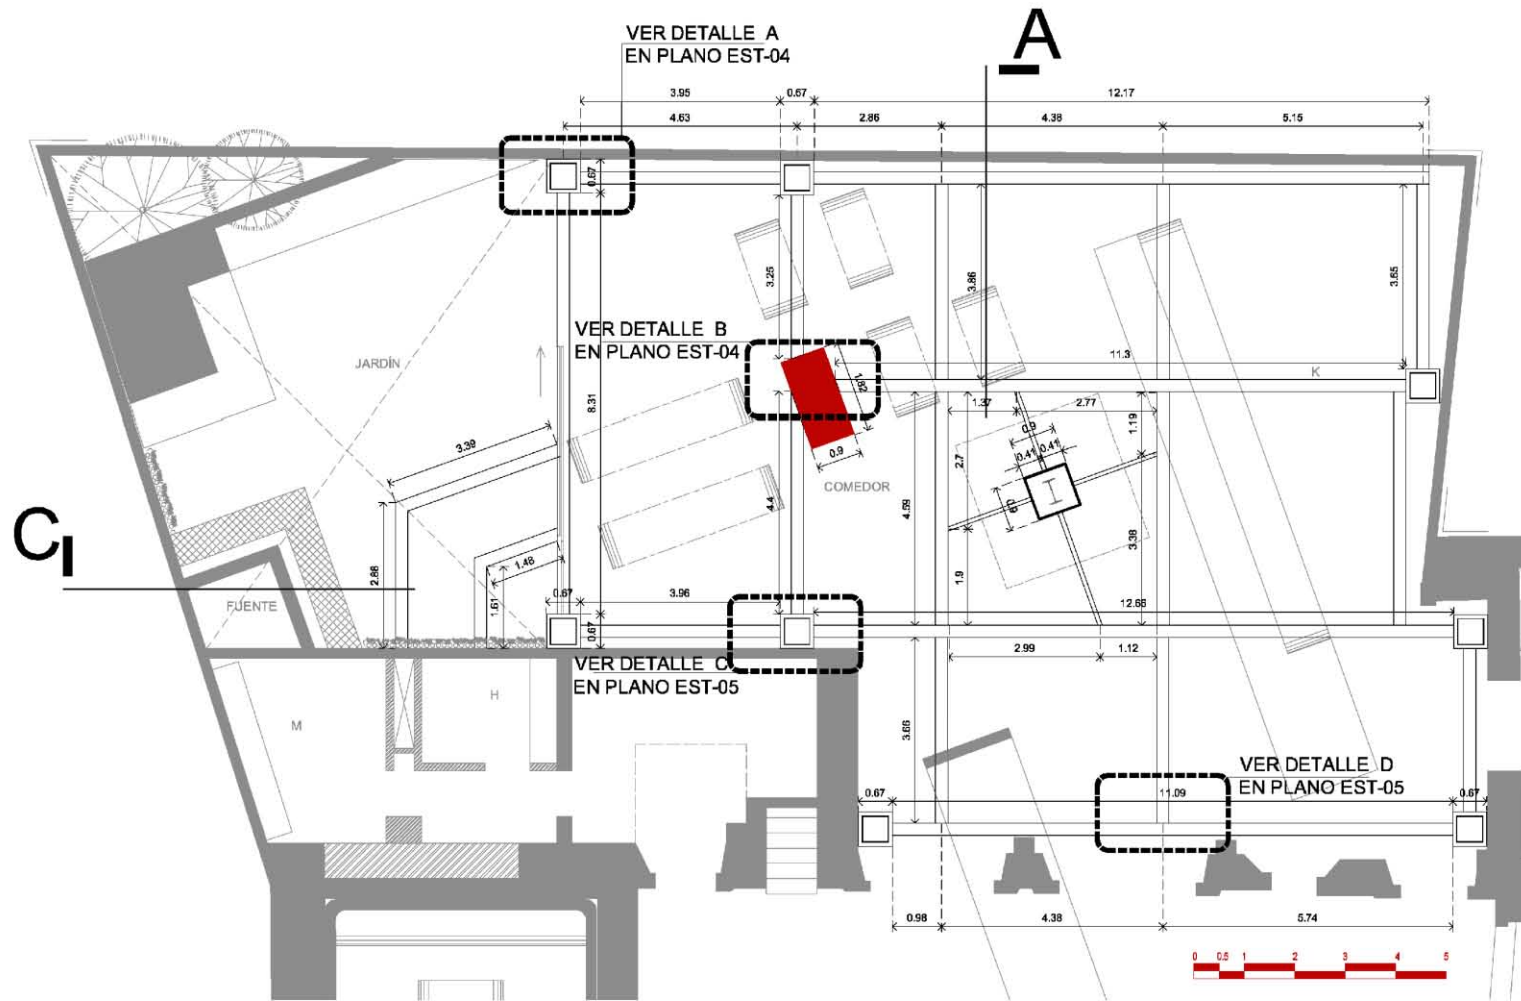 VER DETALLE A
EN PLANO EST-04
A
3.95
0.67
12.17
4.63
2.86
4.38
5.15
0.67
3.25
3.86
3.65
VER DETALLE B
EN PLANO EST-04
JARDÍN
11.3
K
1.82
8.31
1.37
2.77
1.19
3.39
0.9
0.41
0.41
2.7
0.9
COMEDOR
4.4
4.59
0.9
3.38
C
2.88
1.48
1.61
1.9
FUENTE
0.67
3.96
12.66
0.67
VER DETALLE C
EN PLANO EST-05
2.99
1.12
H
M
3.66
VER DETALLE D
EN PLANO EST-05
0.67
11.09
0.67
0.98
4.38
5.74
0 0.5 1 2 3 4 5